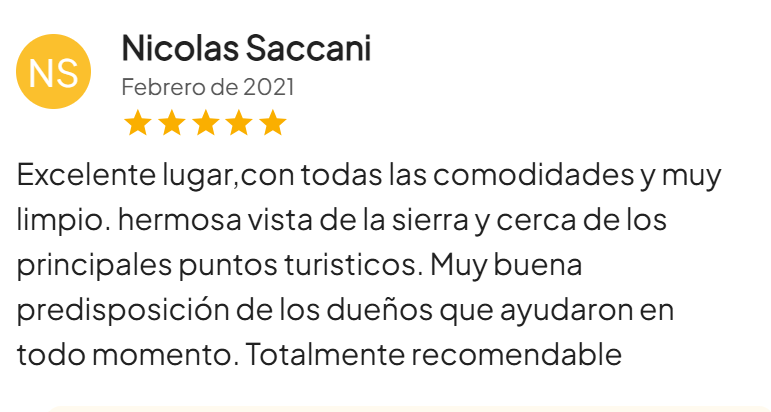 NS
Nicolas Saccani
Febrero de 2021
Excelente lugar,con todas las comodidades y muy
limpio. hermosa vista de la sierra y cerca de los
principales puntos turisticos. Muy buena
predisposición de los dueños que ayudaron en
todo momento. Totalmente recomendable